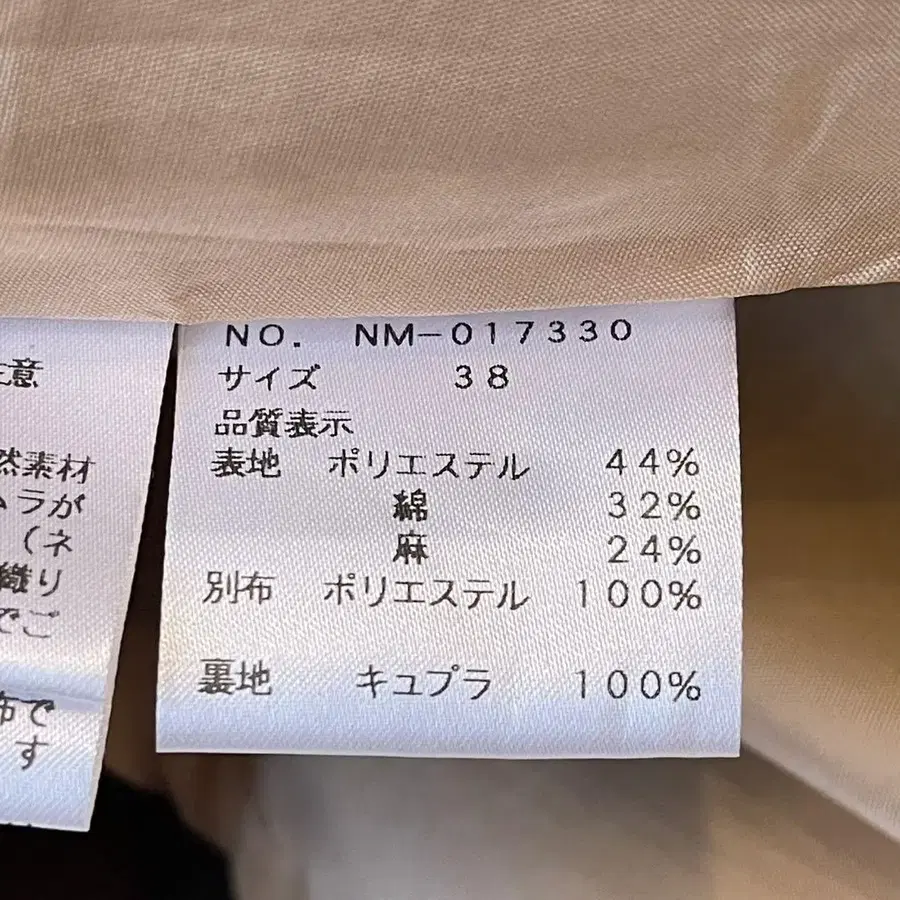 NO. NM-017330
サイズ 38
品質表示
表地 ポリエステル 44%
綿 32%
麻 24%
別布 ポリエステル 100%
裏地 キュプラ 100%
意
然素材
ムラが
(ネ
織り
でご
布で
す